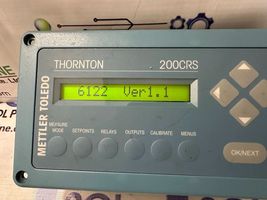 THORNTON 200CRS
METTLER TOLEDO
6122 Ver1.1
MEASURE MODE SETPOINTS RELAYS OUTPUTS CALIBRATE MENUS
OK/NEXT